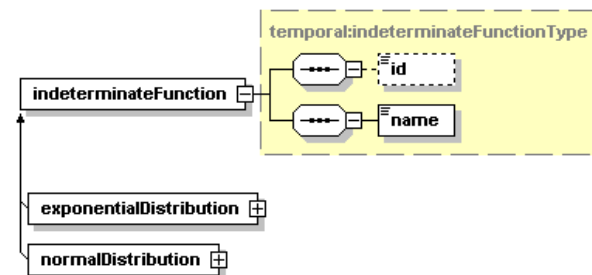 temporal:indeterminateFunctionType
id
indeterminateFunction
name
exponentialDistribution
normalDistribution